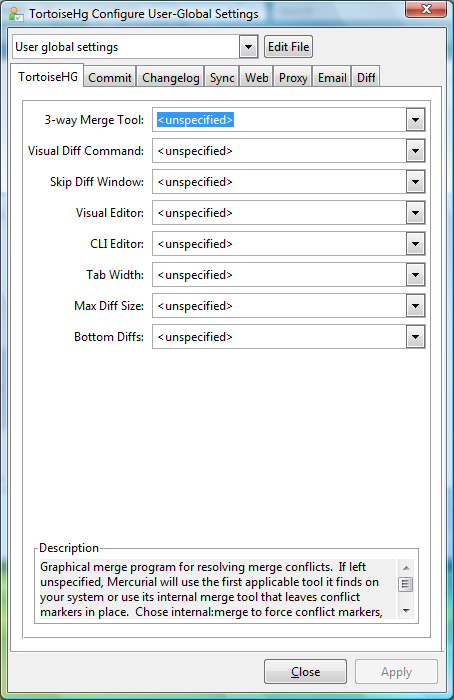 TortoiseHg Configure User-Global Settings
User global settings
Edit File
TortoiseHG Commit Changelog Sync Web Proxy Email Diff
3-way Merge Tool: <unspecified>
Visual Diff Command: <unspecified>
Skip Diff Window: <unspecified>
Visual Editor: <unspecified>
CLI Editor: <unspecified>
Tab Width: <unspecified>
Max Diff Size: <unspecified>
Bottom Diffs: <unspecified>
Description
Graphical merge program for resolving merge conflicts. If left
unspecified, Mercurial will use the first applicable tool it finds on
your system or use its internal merge tool that leaves conflict
markers in place. Chose internal:merge to force conflict markers,
Close Apply